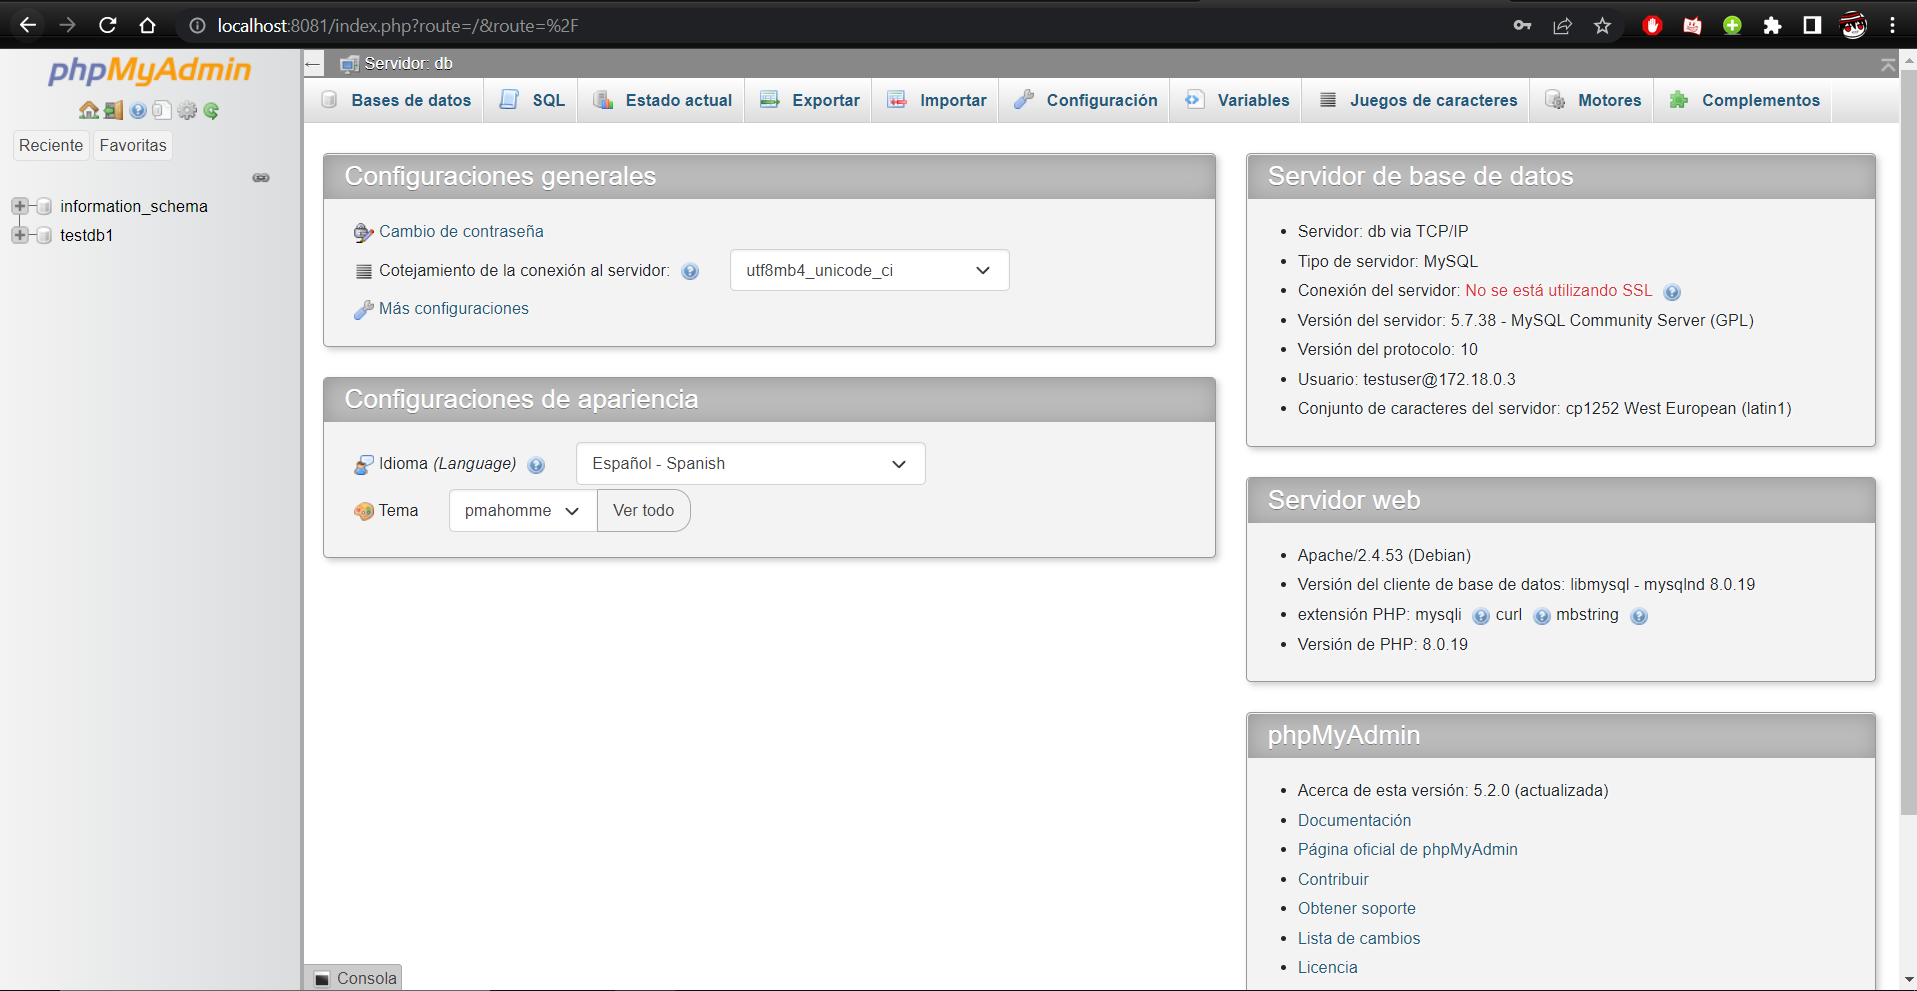 localhost:8081/index.php?route=/&route=%2F
phpMyAdmin
Reciente Favoritas
information_schema
testdb1
Servidor: db
Bases de datos SQL Estado actual Exportar Importar Configuración Variables Juegos de caracteres Motores Complementos
Configuraciones generales
Cambio de contraseña
Cotejamiento de la conexión al servidor: utf8mb4_unicode_ci
Más configuraciones
Configuraciones de apariencia
Idioma (Language) Español - Spanish
Tema pmahomme Ver todo
Servidor de base de datos
Servidor: db via TCP/IP
Tipo de servidor: MySQL
Conexión del servidor: No se está utilizando SSL
Versión del servidor: 5.7.38 - MySQL Community Server (GPL)
Versión del protocolo: 10
Usuario: testuser@172.18.0.3
Conjunto de caracteres del servidor: cp1252 West European (latin1)
Servidor web
Apache/2.4.53 (Debian)
Versión del cliente de base de datos: libmysql - mysqlnd 8.0.19
extensión PHP: mysqli curl mbstring
Versión de PHP: 8.0.19
phpMyAdmin
Acerca de esta versión: 5.2.0 (actualizada)
Documentación
Página oficial de phpMyAdmin
Contribuir
Obtener soporte
Lista de cambios
Licencia
Consola